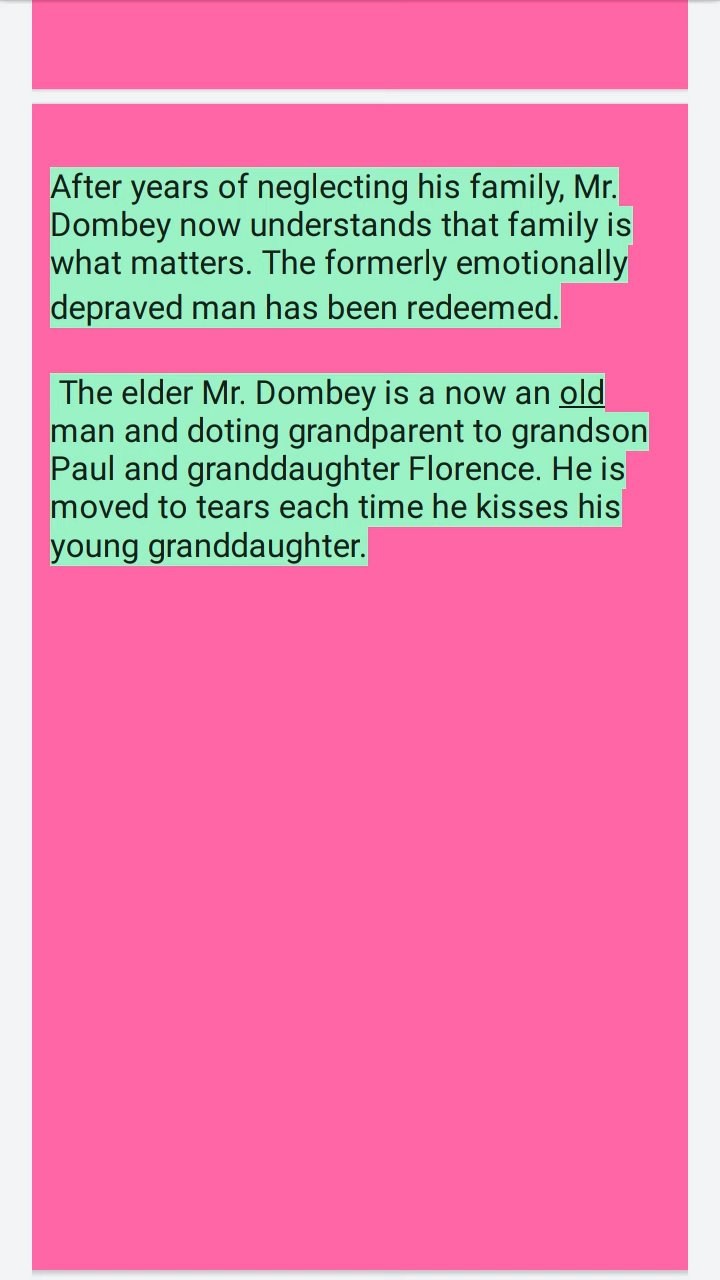 After years of neglecting his family, Mr.
Dombey now understands that family is
what matters. The formerly emotionally
depraved man has been redeemed.
The elder Mr. Dombey is a now an old
man and doting grandparent to grandson
Paul and granddaughter Florence. He is
moved to tears each time he kisses his
young granddaughter.